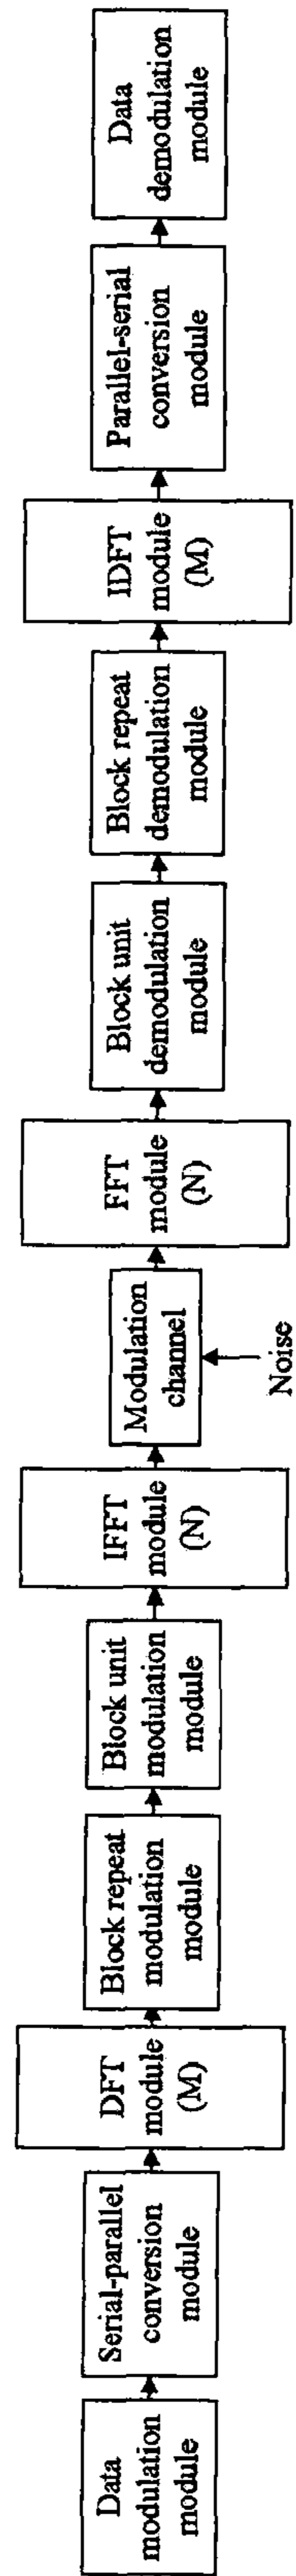 Data
modulation
module
Serial-parallel
conversion
module
DFT
module
(M)
Block repeat
modulation
module
Block unit
modulation
module
IFFT
module
(N)
Modulation
channel
Noise
FFT
module
(N)
Block unit
demodulation
module
Block repeat
demodulation
module
IDFT
module
(M)
Parallel-serial
conversion
module
Data
demodulation
module